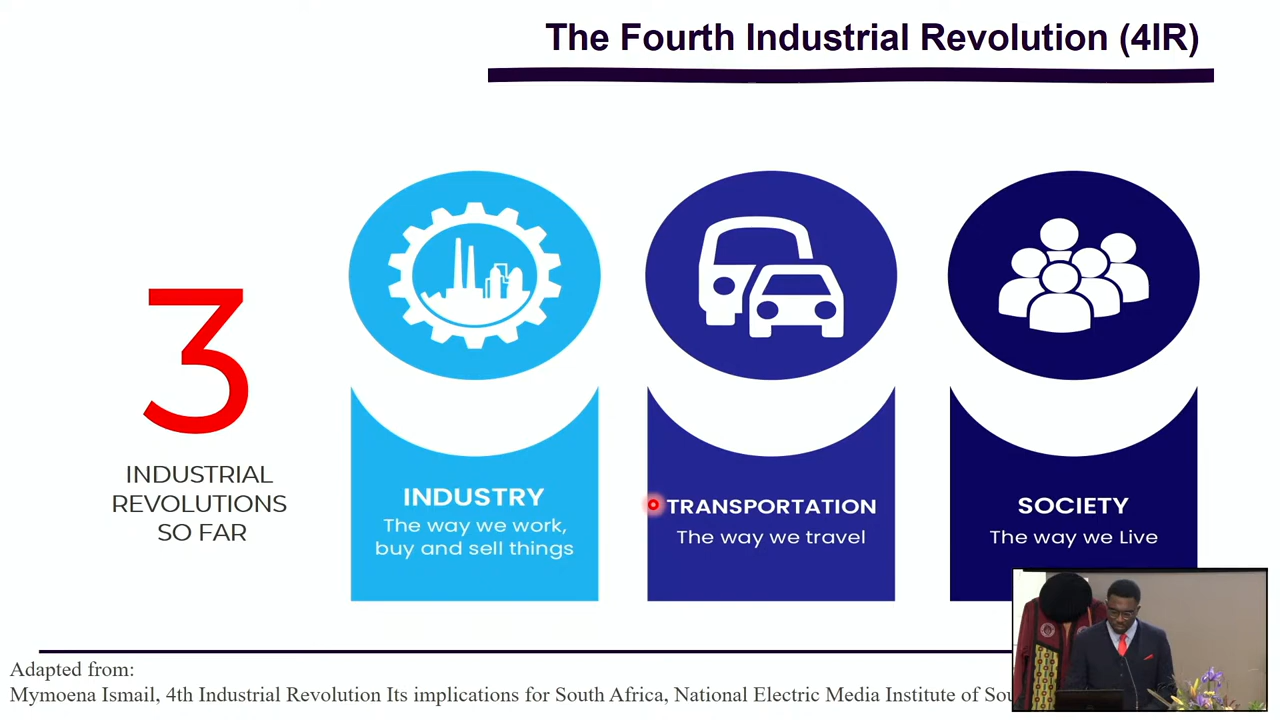 The Fourth Industrial Revolution (4IR)
3
INDUSTRIAL
REVOLUTIONS
SO FAR
INDUSTRY
The way we work,
buy and sell things
TRANSPORTATION
The way we travel
SOCIETY
The way we Live
Adapted from:
Mymoena Ismail, 4th Industrial Revolution Its implications for South Africa, National Electric Media Institute of